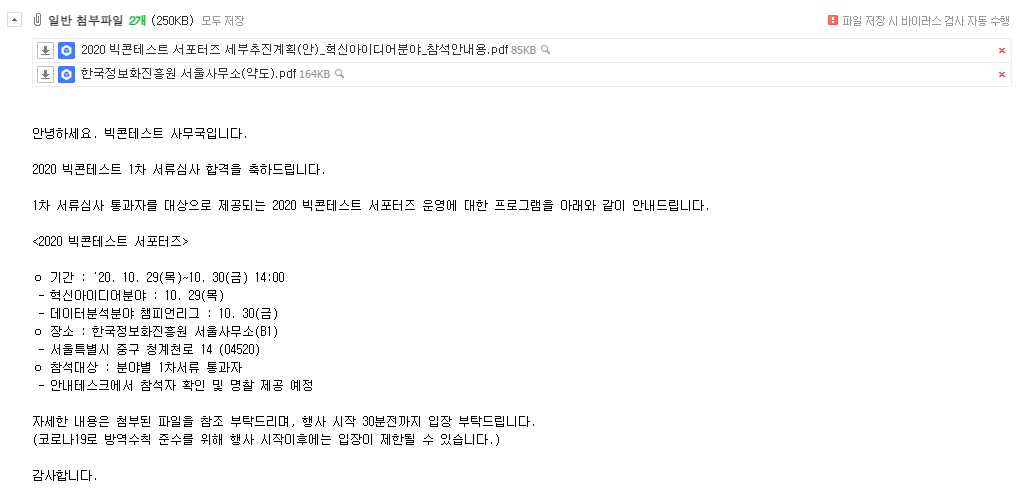 일반 첨부파일 2개 (250KB) 모두 저장
파일 저장 시 바이러스 검사 자동 수행
2020 빅콘테스트 서포터즈 세부추진계획(안)_혁신아이디어분야_참석안내용.pdf 85KB
한국정보화진흥원 서울사무소(약도).pdf 164KB
안녕하세요. 빅콘테스트 사무국입니다.
2020 빅콘테스트 1차 서류심사 합격을 축하드립니다.
1차 서류심사 통과자를 대상으로 제공되는 2020 빅콘테스트 서포터즈 운영에 대한 프로그램을 아래와 같이 안내드립니다.
<2020 빅콘테스트 서포터즈>
ㅇ 기간 : '20. 10. 29(목)~10. 30(금) 14:00
- 혁신아이디어분야 : 10. 29(목)
- 데이터분석분야 챔피언리그 : 10. 30(금)
ㅇ 장소 : 한국정보화진흥원 서울사무소(B1)
- 서울특별시 중구 청계천로 14 (04520)
ㅇ 참석대상 : 분야별 1차서류 통과자
- 안내테스크에서 참석자 확인 및 명찰 제공 예정
자세한 내용은 첨부된 파일을 참조 부탁드리며, 행사 시작 30분전까지 입장 부탁드립니다.
(코로나19로 방역수칙 준수를 위해 행사 시작이후에는 입장이 제한될 수 있습니다.)
감사합니다.